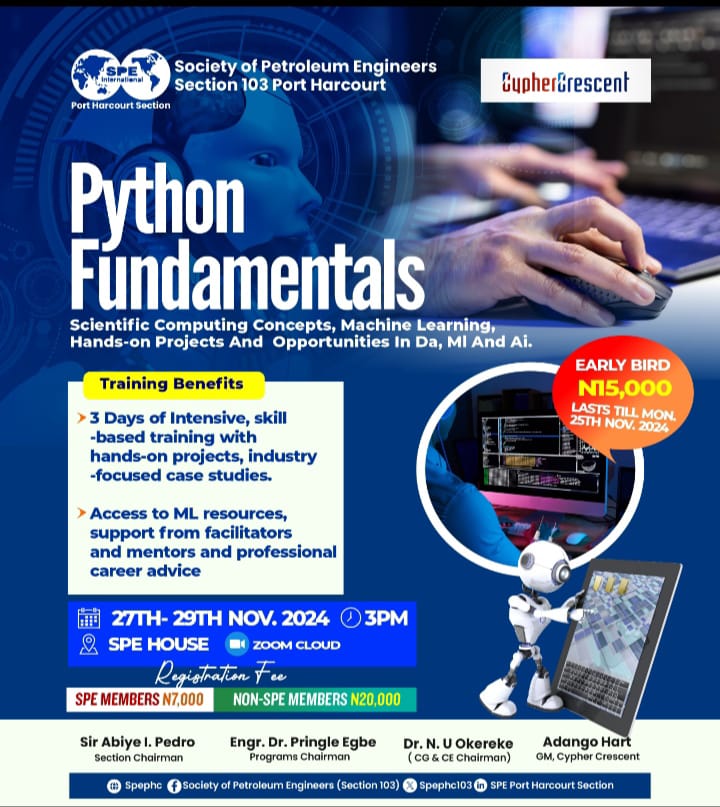 SPE
International
Port Harcourt Section
Society of Petroleum Engineers
Section 103 Port Harcourt
CypherCrescent
Python
Fundamentals
Scientific Computing Concepts, Machine Learning,
Hands-on Projects And Opportunities In Da, Ml And Ai.
EARLY BIRD
N15,000
LASTS TILL MON.
25TH NOV. 2024
Training Benefits
3 Days of Intensive, skill
-based training with
hands-on projects, industry
-focused case studies.
Access to ML resources,
support from facilitators
and mentors and professional
career advice
27TH- 29TH NOV. 2024 3PM
SPE HOUSE ZOOM CLOUD
Registration Fee
SPE MEMBERS N7,000 NON-SPE MEMBERS N20,000
Sir Abiye I. Pedro
Section Chairman
Engr. Dr. Pringle Egbe
Programs Chairman
Dr. N. U Okereke
( CG & CE Chairman)
Adango Hart
GM, Cypher Crescent
Spephc Society of Petroleum Engineers (Section 103) Spephc103 SPE Port Harcourt Section